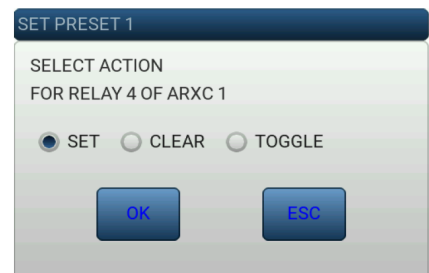 SET PRESET 1
SELECT ACTION
FOR RELAY 4 OF ARXC 1
SET CLEAR TOGGLE
OK ESC